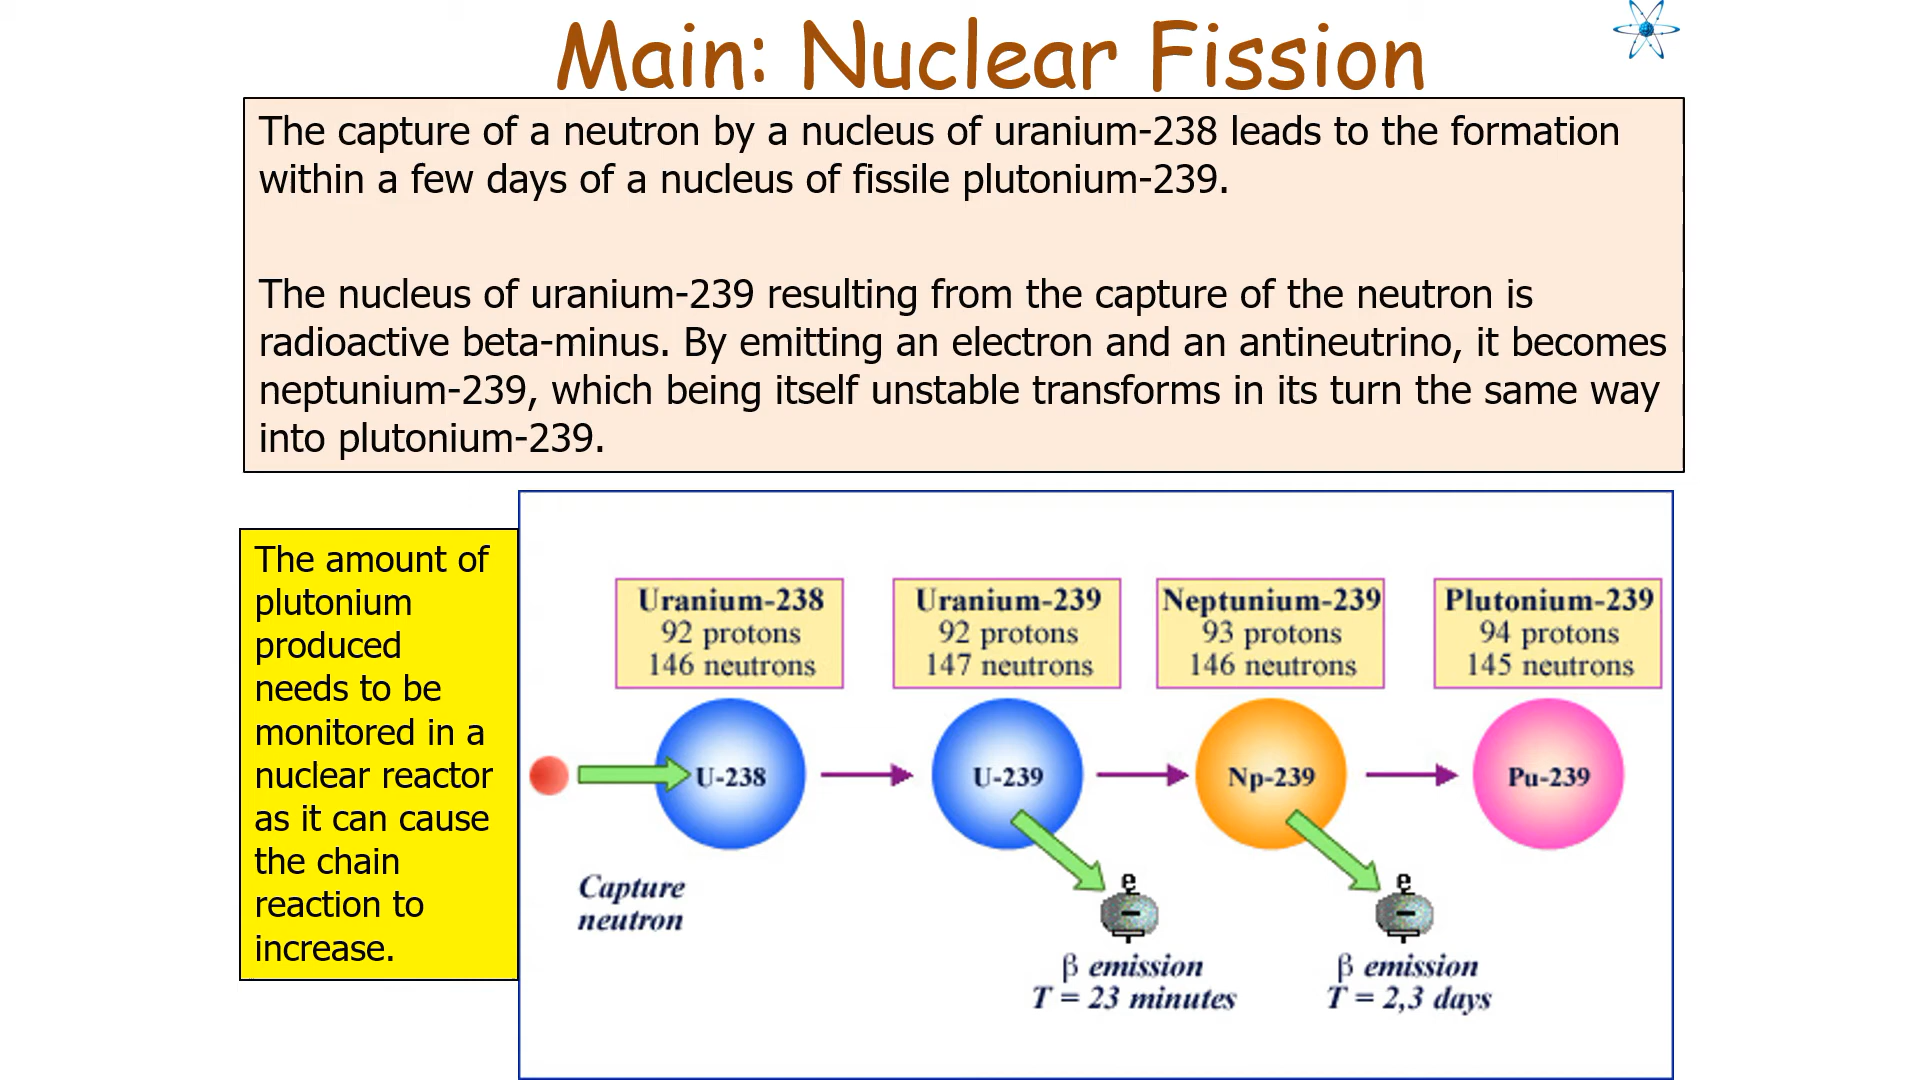 Main: Nuclear Fission
The capture of a neutron by a nucleus of uranium-238 leads to the formation
within a few days of a nucleus of fissile plutonium-239.
The nucleus of uranium-239 resulting from the capture of the neutron is
radioactive beta-minus. By emitting an electron and an antineutrino, it becomes
neptunium-239, which being itself unstable transforms in its turn the same way
into plutonium-239.
The amount of
plutonium
produced
needs to be
monitored in a
nuclear reactor
as it can cause
the chain
reaction to
increase.
Uranium-238
92 protons
146 neutrons
Uranium-239
92 protons
147 neutrons
Neptunium-239
93 protons
146 neutrons
Plutonium-239
94 protons
145 neutrons
U-238
U-239
Np-239
Pu-239
Capture
neutron
e
-
β emission
T = 23 minutes
e
-
β emission
T = 2,3 days